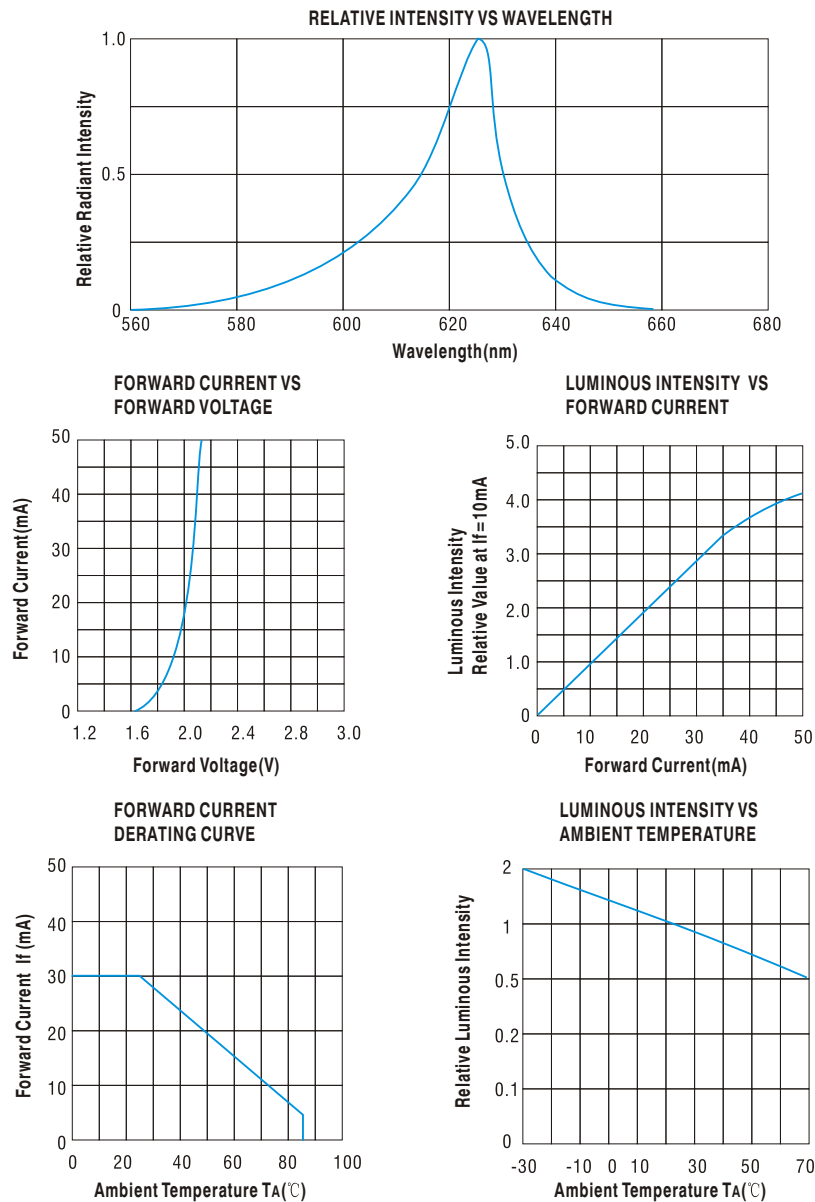 RELATIVE INTENSITY VS WAVELENGTH
Relative Radiant Intensity
1.0
0.5
0
560 580 600 620 640 660 680
Wavelength(nm)
FORWARD CURRENT VS
FORWARD VOLTAGE
Forward Current(mA)
50
40
30
20
10
0
1.2 1.6 2.0 2.4 2.8 3.0
Forward Voltage(V)
LUMINOUS INTENSITY VS
FORWARD CURRENT
Luminous Intensity
Relative Value at If=10mA
5.0
4.0
3.0
2.0
1.0
0
0 10 20 30 40 50
Forward Current(mA)
FORWARD CURRENT
DERATING CURVE
Forward Current If (mA)
50
40
30
20
10
0
0 20 40 60 80 100
Ambient Temperature TA(℃)
LUMINOUS INTENSITY VS
AMBIENT TEMPERATURE
Relative Luminous Intensity
2
1
0.5
0.2
0.1
0
-30 -10 0 10 30 50 70
Ambient Temperature TA(℃)